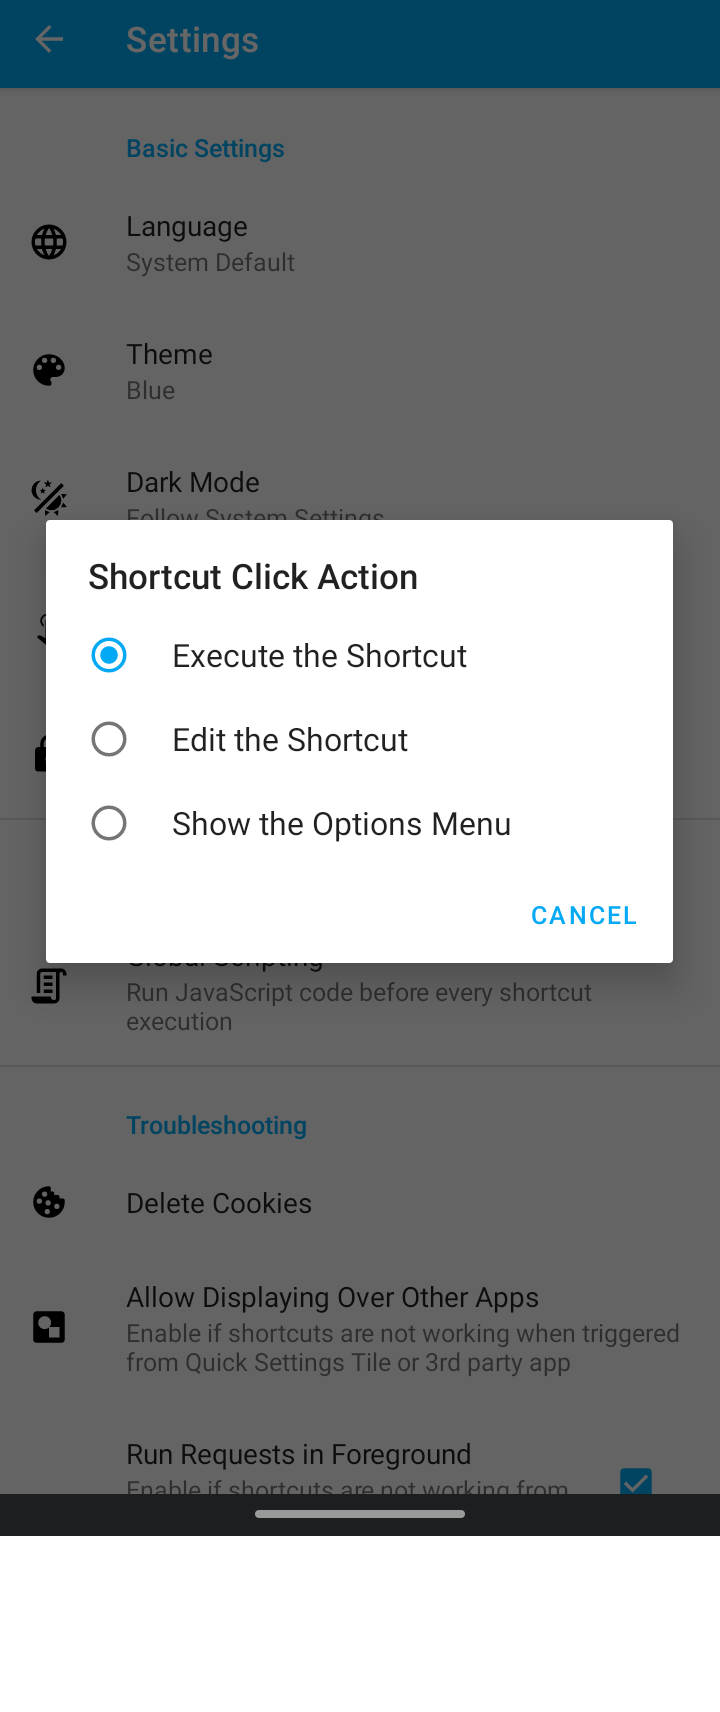 Settings
Basic Settings
Language
System Default
Theme
Blue
Dark Mode
Follow System Settings
Shortcut Click Action
Execute the Shortcut
Edit the Shortcut
Show the Options Menu
CANCEL
Global Scripting
Run JavaScript code before every shortcut
execution
Troubleshooting
Delete Cookies
Allow Displaying Over Other Apps
Enable if shortcuts are not working when triggered
from Quick Settings Tile or 3rd party app
Run Requests in Foreground
Enable if shortcuts are not working from